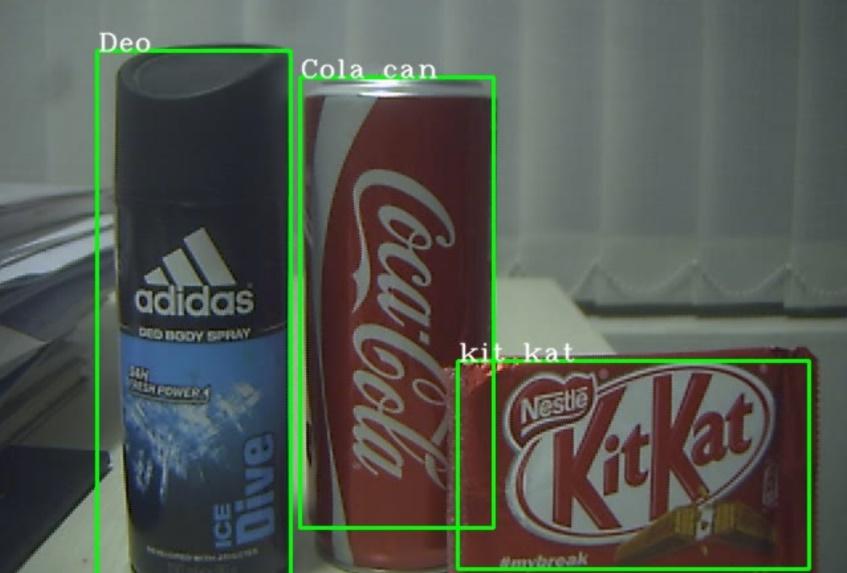 Deo
Cola can
adidas
DEO BODY SPRAY
24H
FRESH POWER
ICE
Dive
Coca-Cola
kit kat
Nestlé
KitKat
#mybreak